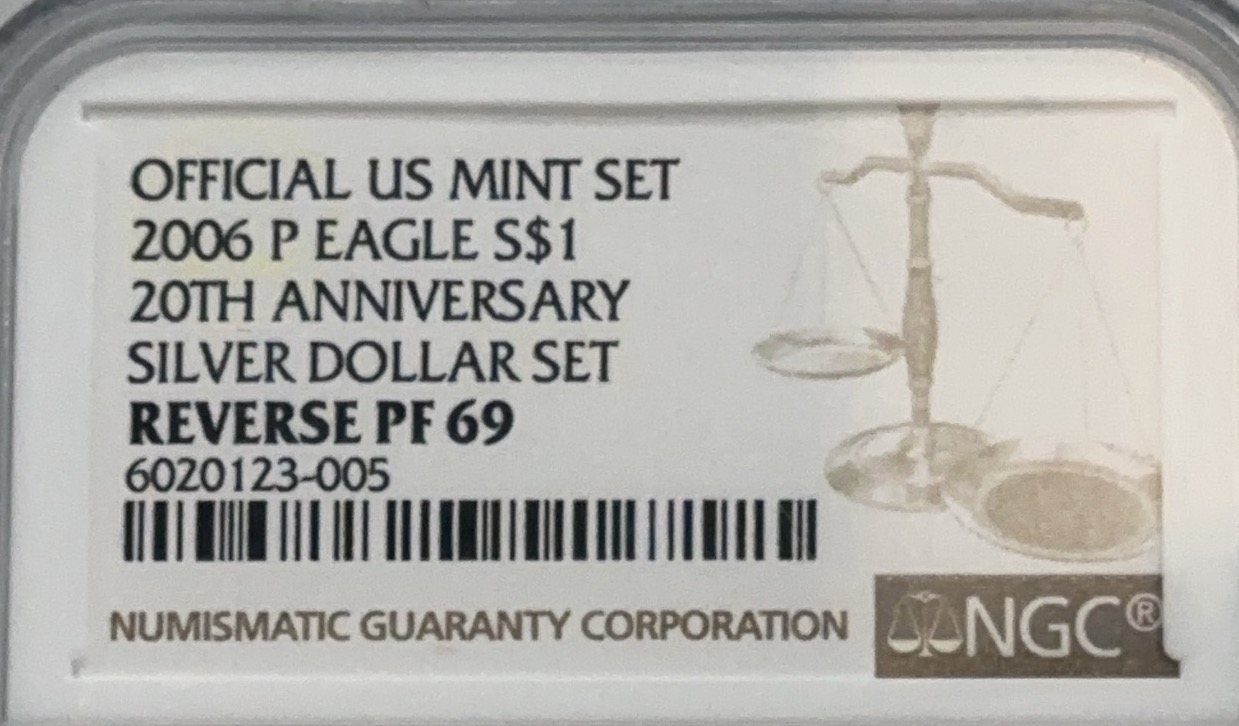 OFFICIAL US MINT SET
2006 P EAGLE S$1
20TH ANNIVERSARY
SILVER DOLLAR SET
REVERSE PF 69
6020123-005
NUMISMATIC GUARANTY CORPORATION
NGC®